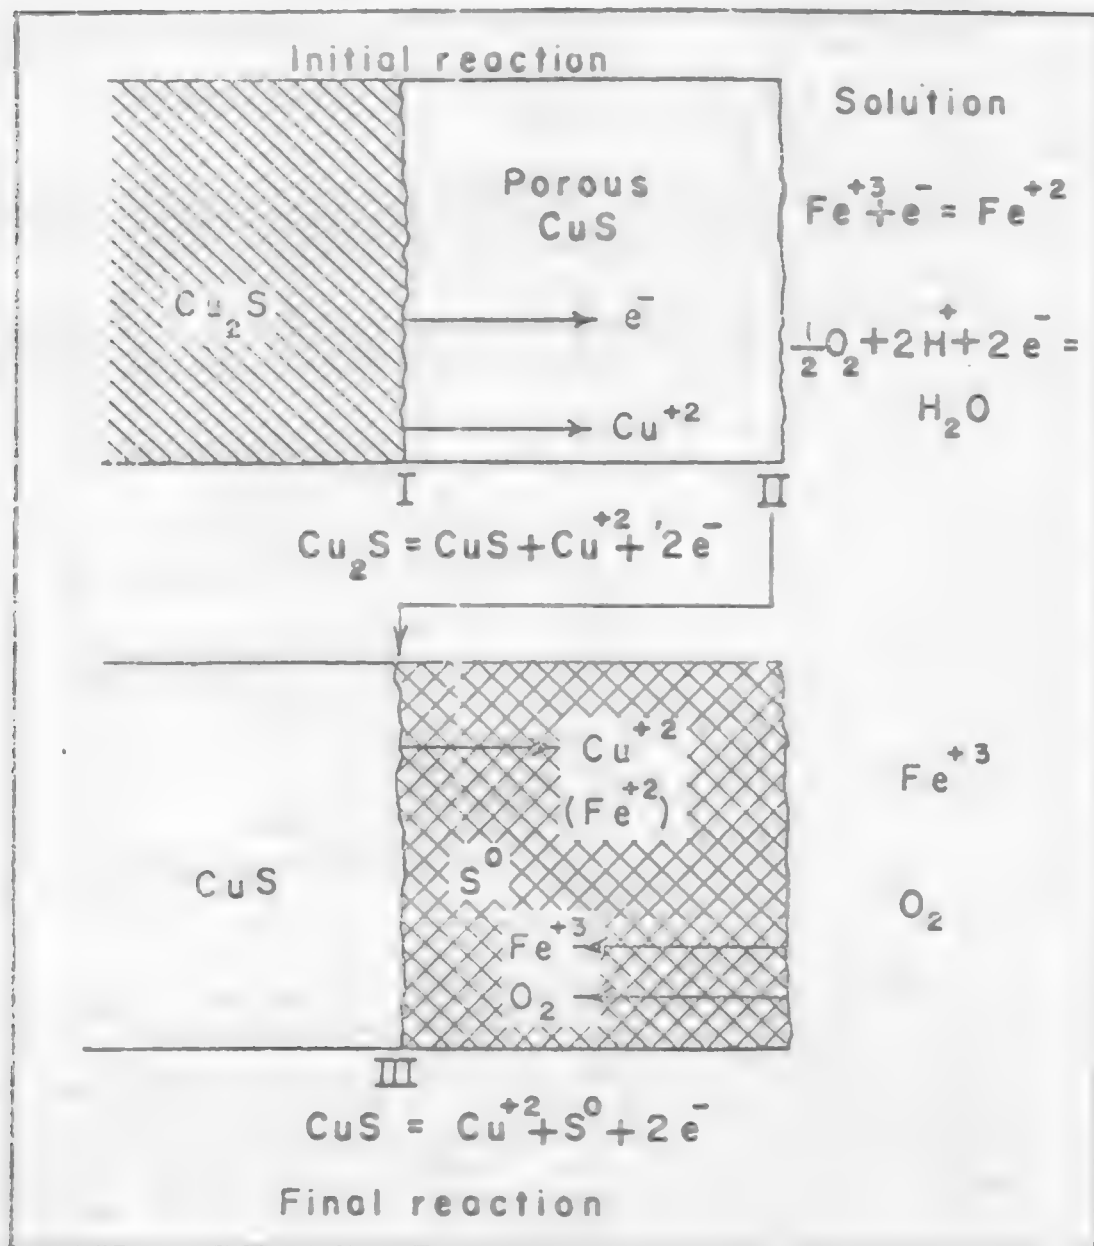 Initial reaction
Solution
Porous
CuS
Fe⁺³+e⁻ = Fe⁺²
Cu₂S
e⁻
½O₂+2H⁺+2e⁻ =
H₂O
Cu⁺²
I
II
Cu₂S = CuS+Cu⁺²+2e⁻
Cu⁺²
(Fe⁺²)
Fe⁺³
CuS
S⁰
O₂
Fe⁺³
O₂
III
CuS = Cu⁺²+S⁰+2e⁻
Final reaction